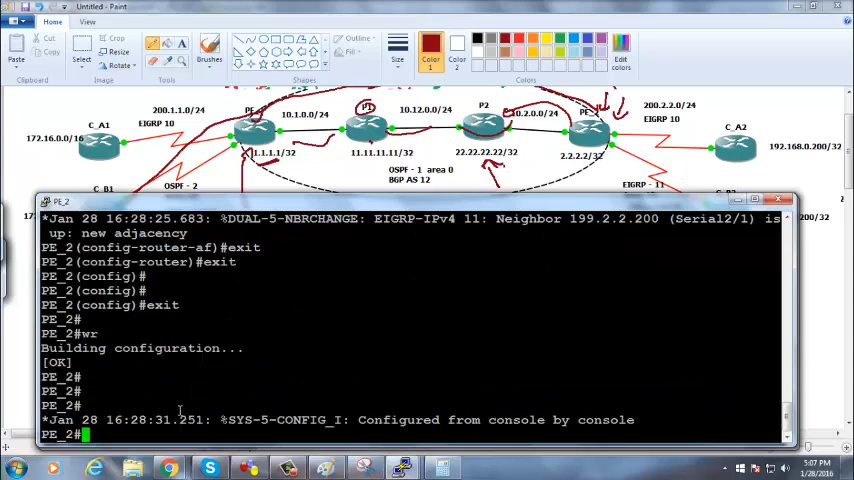 Untitled - Paint
Home
View
Paste
Cut
Copy
Clipboard
Select
Crop
Resize
Rotate
Image
Tools
Brushes
Shapes
Outline
Fill
Size
Color
1
Color
2
Edit
colors
Colors
200.1.1.0/24
EIGRP 10
172.16.0.0/16
C_A1
C_B1
OSPF - 2
1.1.1.1/32
10.1.0.0/24
P1
11.11.11.11/32
10.12.0.0/24
P2
22.22.22.22/32
10.2.0.0/24
2.2.2.2/32
OSPF - 1 area 0
BGP AS 12
200.2.2.0/24
EIGRP 10
C_A2
192.168.0.200/32
EIGRP - 11
PE_2
*Jan 28 16:28:25.683: %DUAL-5-NBRCHANGE: EIGRP-IPv4 11: Neighbor 199.2.2.200 (Serial2/1) is
up: new adjacency
PE_2(config-router-af)#exit
PE_2(config-router)#exit
PE_2(config)#
PE_2(config)#
PE_2(config)#exit
PE_2#
PE_2#wr
Building configuration...
[OK]
PE_2#
PE_2#
PE_2#
*Jan 28 16:28:31.251: %SYS-5-CONFIG_I: Configured from console by console
PE_2#
5:07 PM
1/28/2016